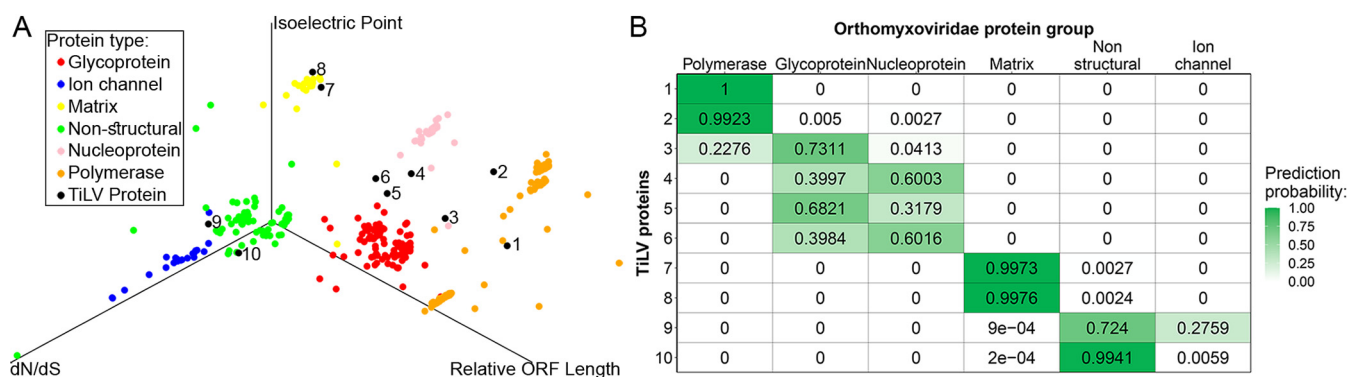 A
Isoelectric Point
Protein type:
Glycoprotein
Ion channel
Matrix
Non-structural
Nucleoprotein
Polymerase
TiLV Protein
8
7
6
5
4
2
3
1
9
10
dN/dS
Relative ORF Length
B
Orthomyxoviridae protein group
Polymerase Glycoprotein Nucleoprotein Matrix Non structural Ion channel
TiLV proteins
1 1 0 0 0 0 0
2 0.9923 0.005 0.0027 0 0 0
3 0.2276 0.7311 0.0413 0 0 0
4 0 0.3997 0.6003 0 0 0
5 0 0.6821 0.3179 0 0 0
6 0 0.3984 0.6016 0 0 0
7 0 0 0 0.9973 0.0027 0
8 0 0 0 0.9976 0.0024 0
9 0 0 0 9e−04 0.724 0.2759
10 0 0 0 2e−04 0.9941 0.0059
Prediction
probability:
1.00
0.75
0.50
0.25
0.00